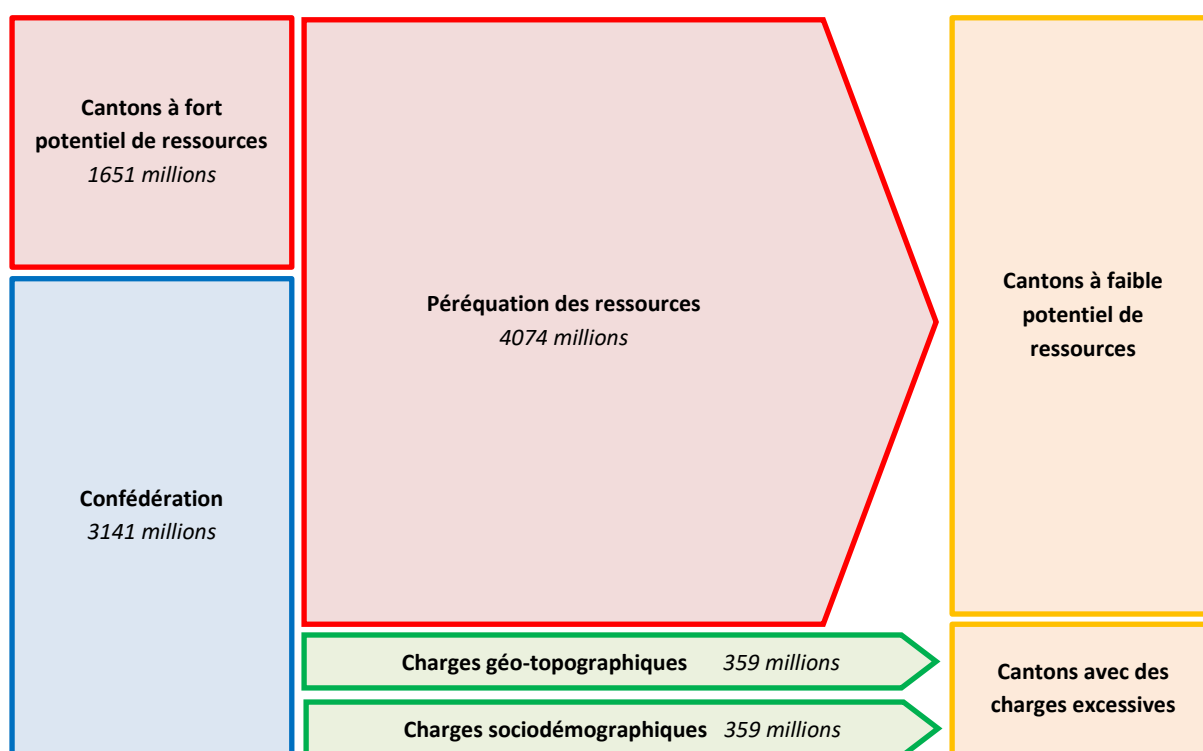 Cantons à fort
potentiel de ressources
1651 millions
Confédération
3141 millions
Péréquation des ressources
4074 millions
Charges géo-topographiques 359 millions
Charges sociodémographiques 359 millions
Cantons à faible
potentiel de
ressources
Cantons avec des
charges excessives